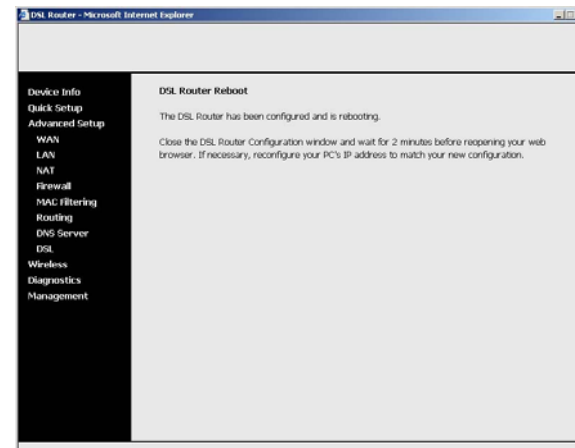 DSL Router - Microsoft Internet Explorer
Device Info
Quick Setup
Advanced Setup
WAN
LAN
NAT
Firewall
MAC Filtering
Routing
DNS Server
DSL
Wireless
Diagnostics
Management
DSL Router Reboot
The DSL Router has been configured and is rebooting.
Close the DSL Router Configuration window and wait for 2 minutes before reopening your web
browser. If necessary, reconfigure your PC's IP address to match your new configuration.